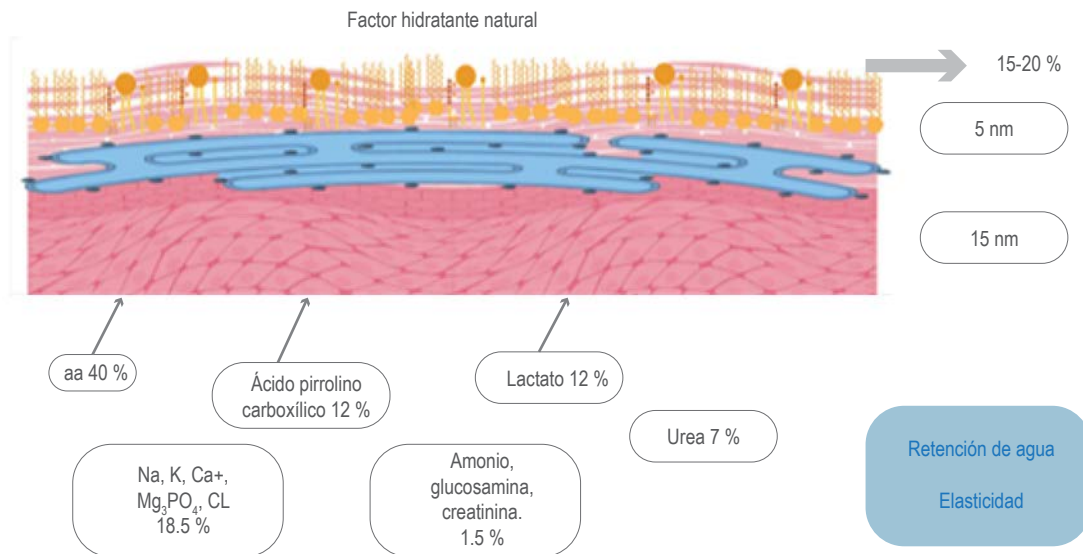 Factor hidratante natural
15-20 %
5 nm
15 nm
aa 40 %
Ácido pirrolino
carboxílico 12 %
Lactato 12 %
Urea 7 %
Na, K, Ca+,
Mg₃PO₄, CL
18.5 %
Amonio,
glucosamina,
creatinina.
1.5 %
Retención de agua
Elasticidad